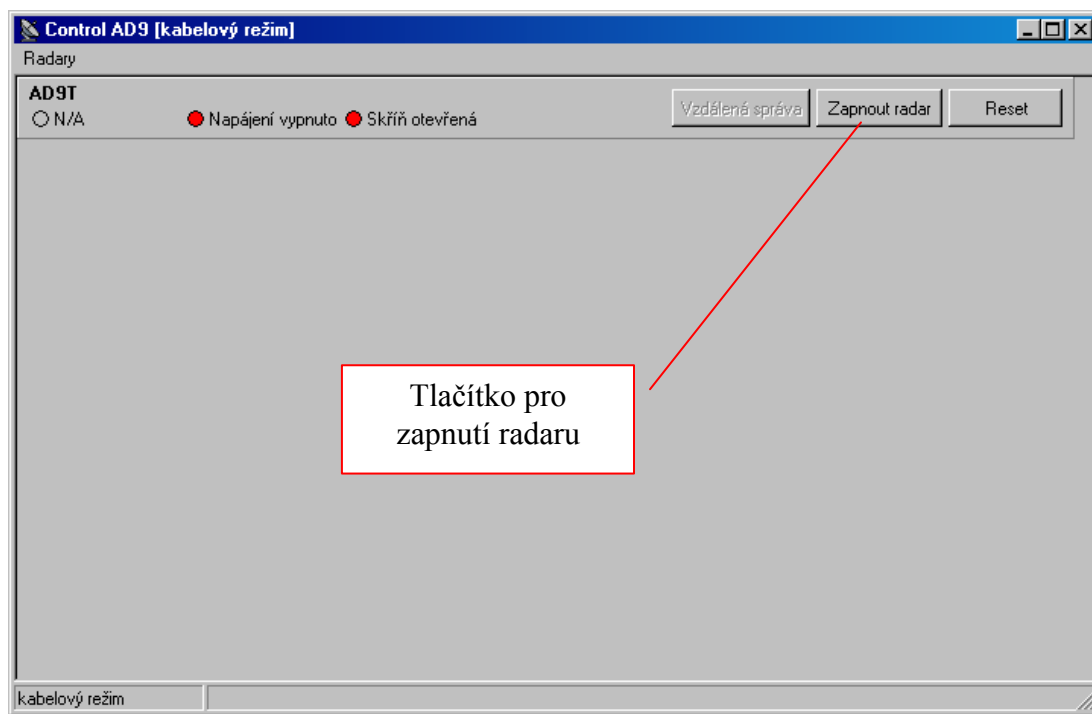 Control AD9 [kabelový režim]
Radary
AD9T
N/A Napájení vypnuto Skříň otevřená Vzdálená správa Zapnout radar Reset
Tlačítko pro
zapnutí radaru
kabelový režim